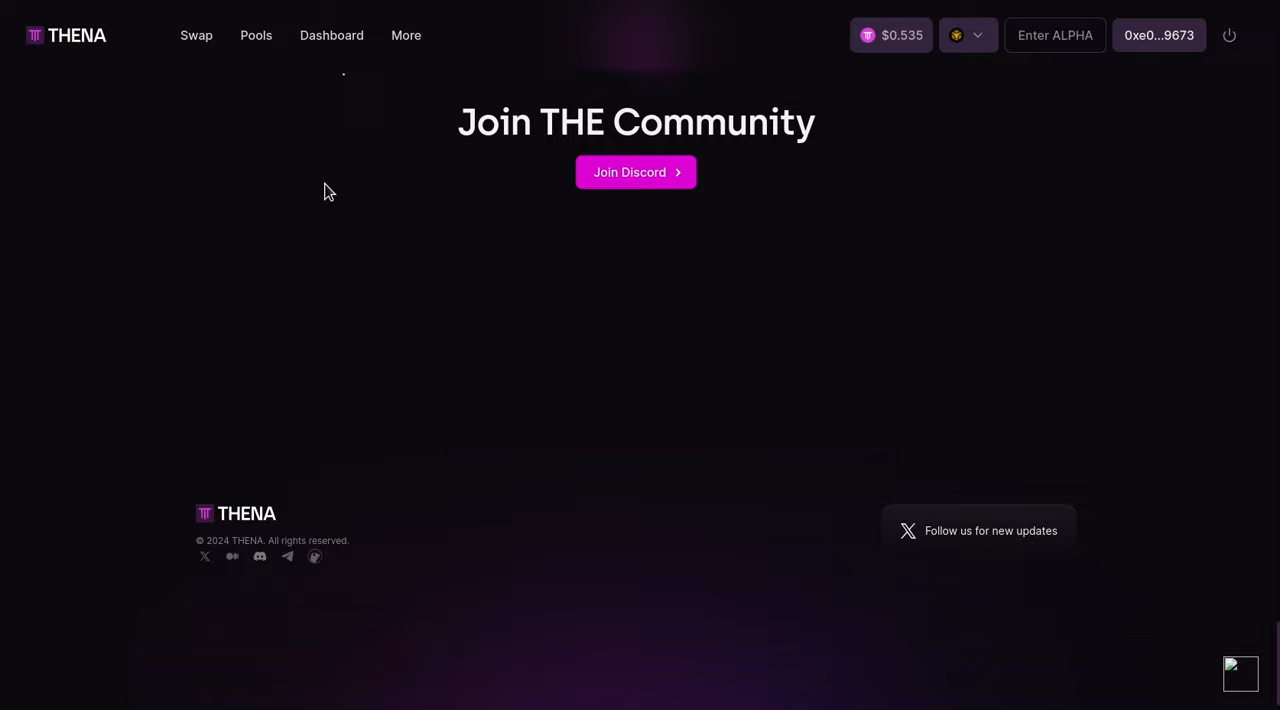 THENA
Swap
Pools
Dashboard
More
$0.535
Enter ALPHA
0xe0...9673
Join THE Community
Join Discord
THENA
© 2024 THENA. All rights reserved.
Follow us for new updates